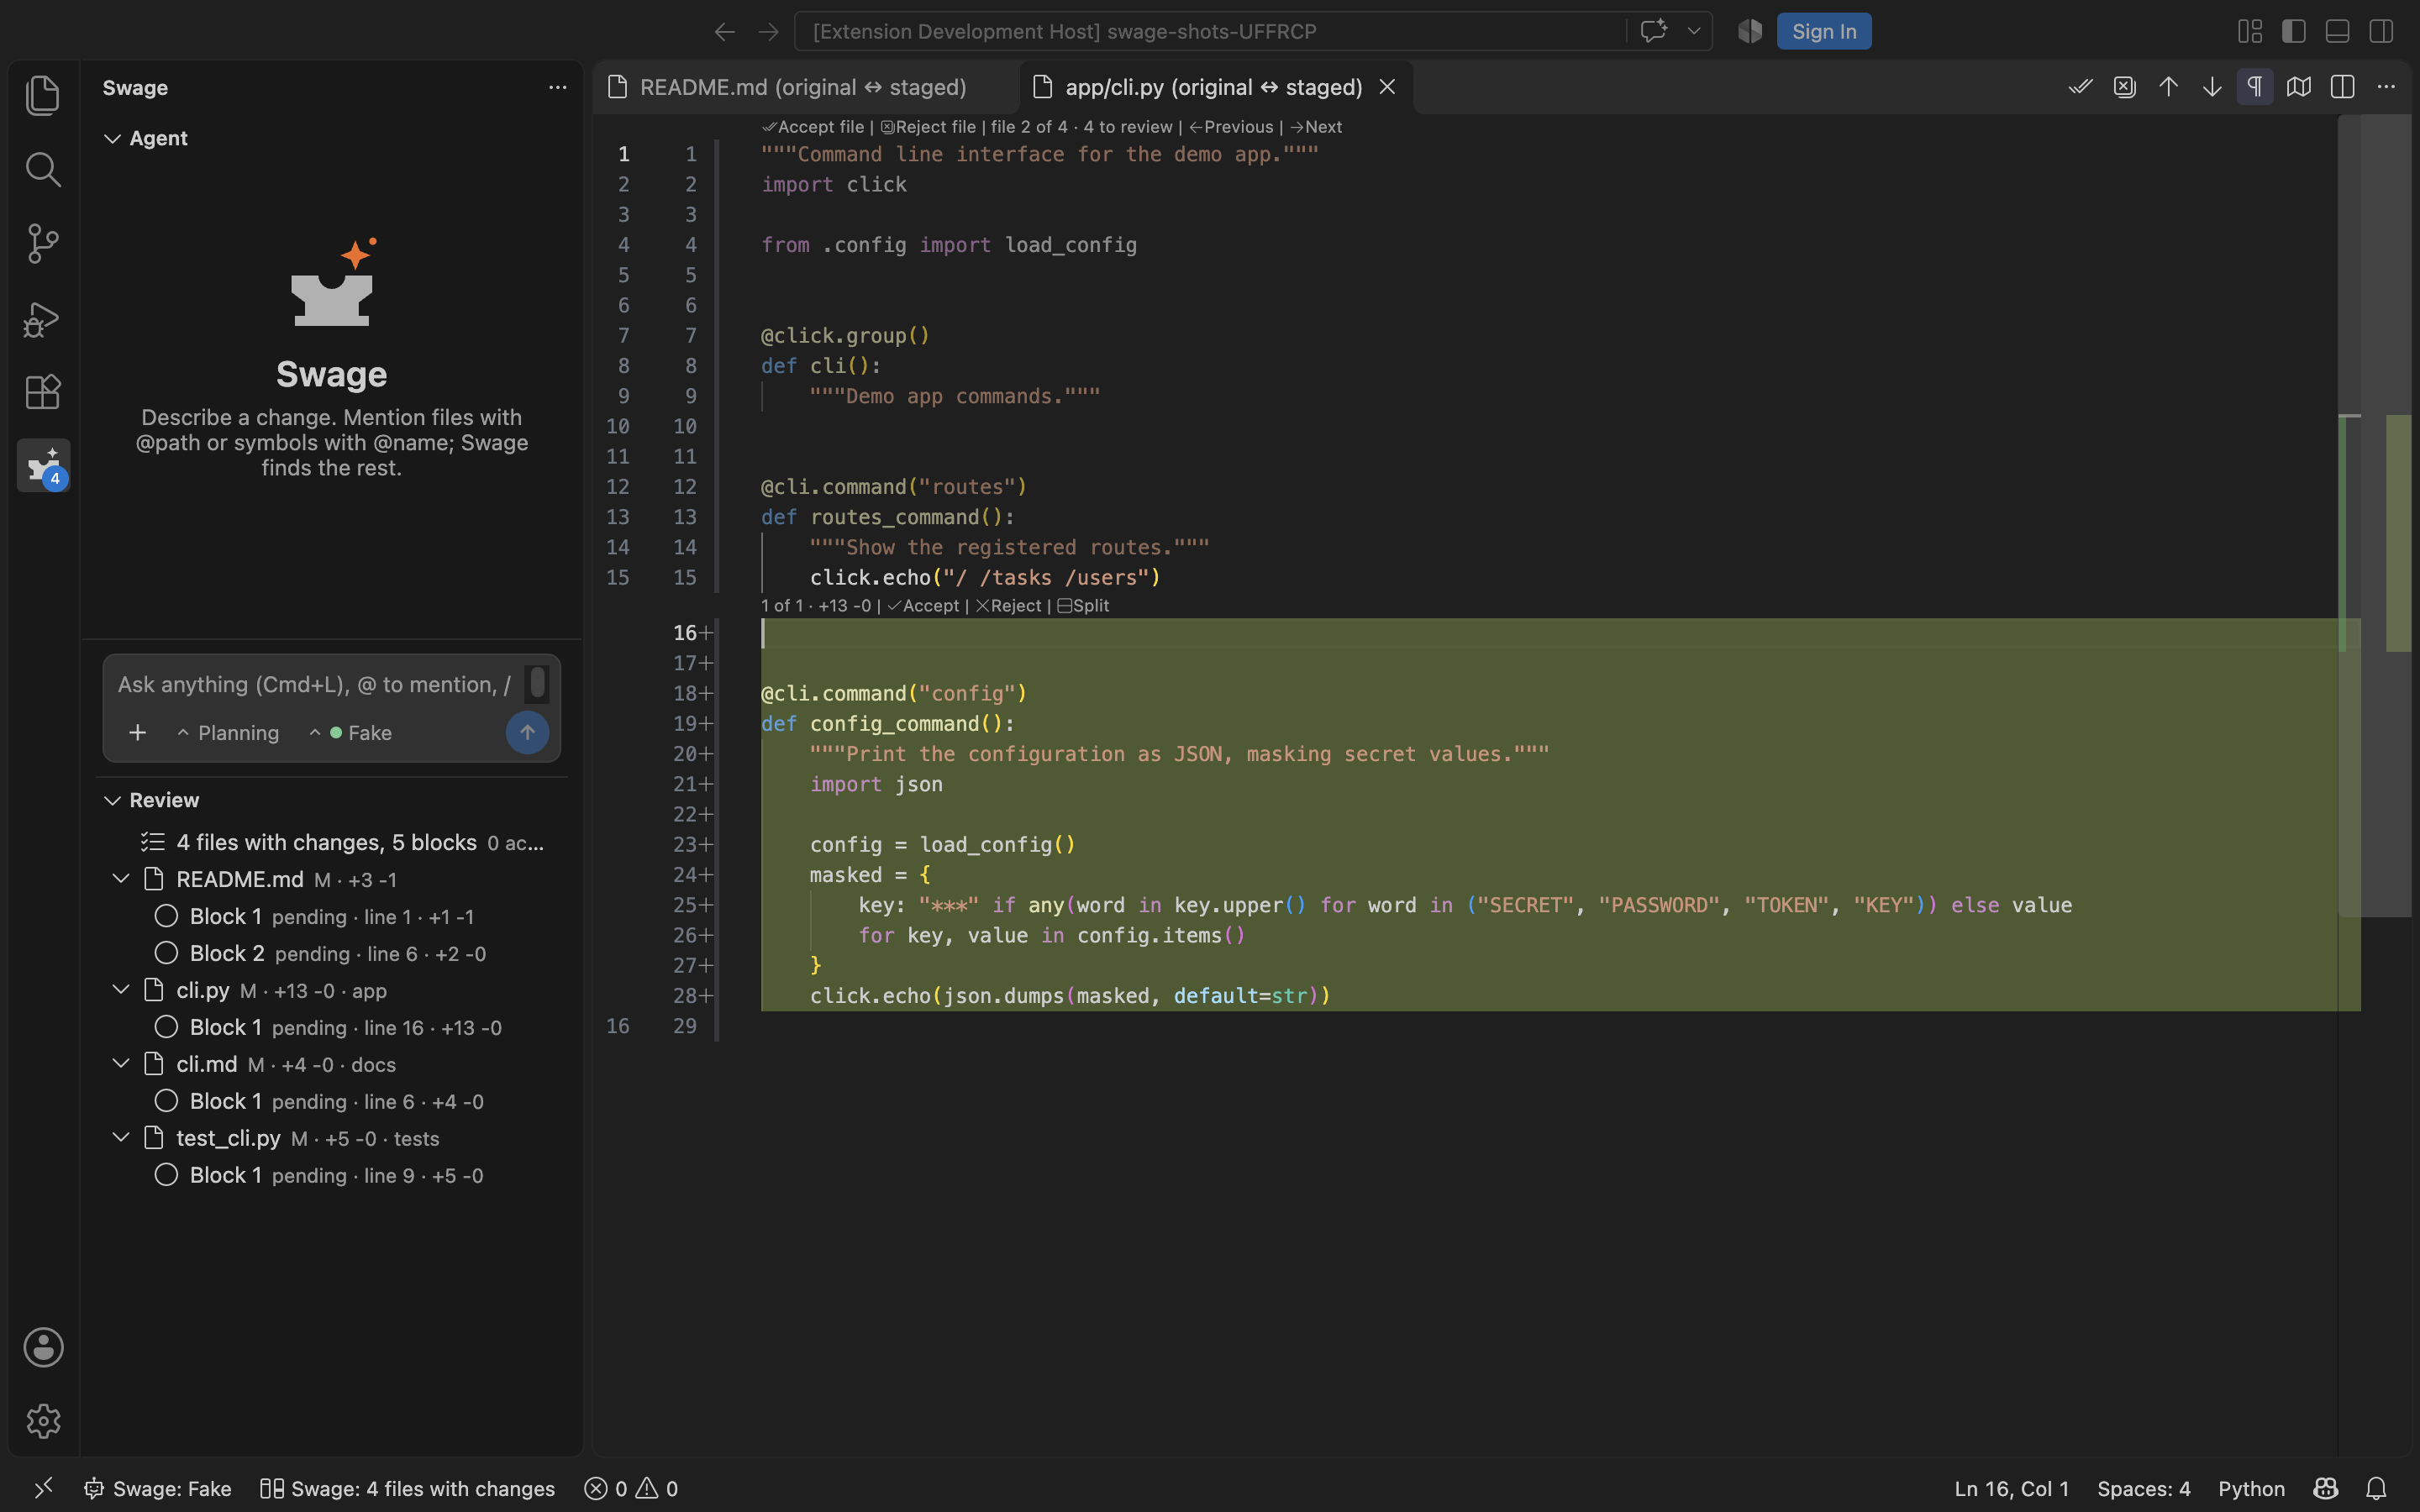 [Extension Development Host] swage-shots-UFFRCP
Sign In
Swage
Agent
Swage
Describe a change. Mention files with
@path or symbols with @name; Swage
finds the rest.
4
Ask anything (Cmd+L), @ to mention, /
Planning
Fake
Review
4 files with changes, 5 blocks 0 ac...
README.md M · +3 -1
Block 1 pending · line 1 · +1 -1
Block 2 pending · line 6 · +2 -0
cli.py M · +13 -0 · app
Block 1 pending · line 16 · +13 -0
cli.md M · +4 -0 · docs
Block 1 pending · line 6 · +4 -0
test_cli.py M · +5 -0 · tests
Block 1 pending · line 9 · +5 -0
README.md (original ↔ staged)
app/cli.py (original ↔ staged)
Accept file | Reject file | file 2 of 4 · 4 to review | ←Previous | →Next
1 1 """Command line interface for the demo app."""
2 2 import click
3 3
4 4 from .config import load_config
5 5
6 6
7 7 @click.group()
8 8 def cli():
9 9 """Demo app commands."""
10 10
11 11
12 12 @cli.command("routes")
13 13 def routes_command():
14 14 """Show the registered routes."""
15 15 click.echo("/ /tasks /users")
1 of 1 · +13 -0 | Accept | Reject | Split
16+
17+
18+ @cli.command("config")
19+ def config_command():
20+ """Print the configuration as JSON, masking secret values."""
21+ import json
22+
23+ config = load_config()
24+ masked = {
25+ key: "***" if any(word in key.upper() for word in ("SECRET", "PASSWORD", "TOKEN", "KEY")) else value
26+ for key, value in config.items()
27+ }
28+ click.echo(json.dumps(masked, default=str))
16 29
Swage: Fake
Swage: 4 files with changes
0 0
Ln 16, Col 1
Spaces: 4
Python